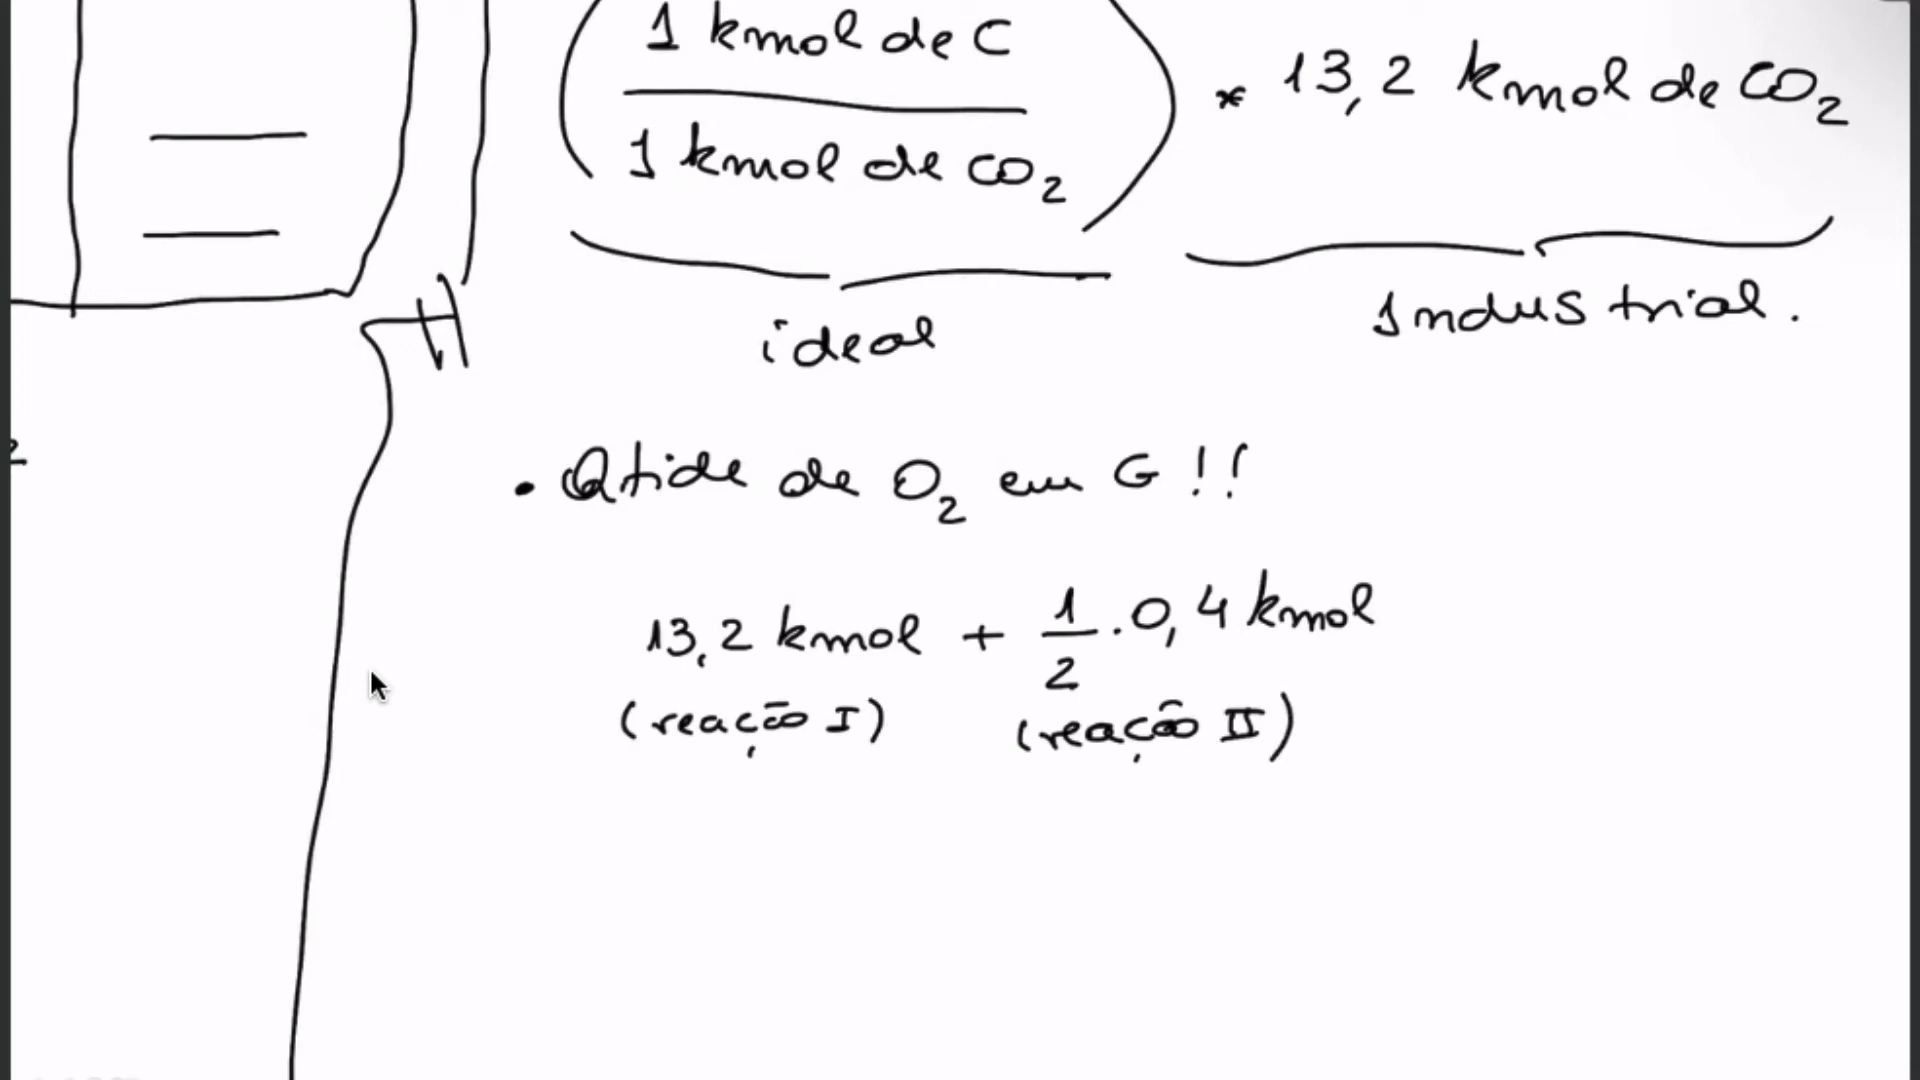 1 kmol de C
1 kmol de CO2
* 13,2 kmol de CO2
ideal
Industrial.
2
• Qtide de O2 em G !!
13,2 kmol + 1/2 . 0,4 kmol
(reação I) (reação II)